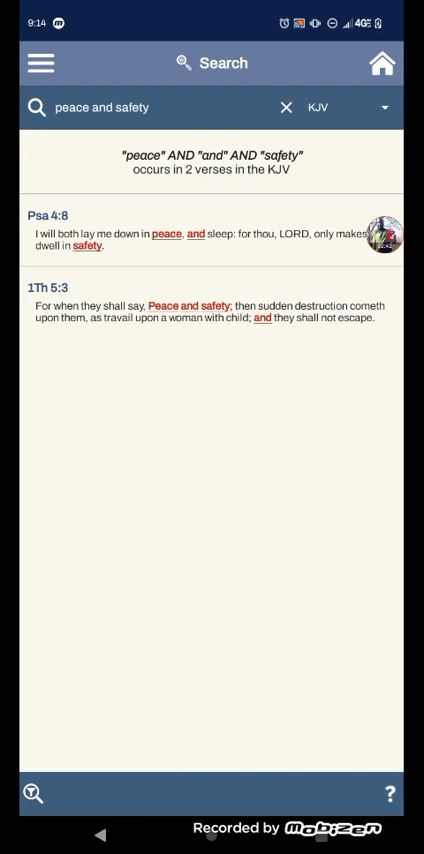 9:14
4GE
Search
peace and safety
KJV
"peace" AND "and" AND "safety"
occurs in 2 verses in the KJV
Psa 4:8
I will both lay me down in peace, and sleep: for thou, LORD, only makes
dwell in safety.
1Th 5:3
For when they shall say, Peace and safety; then sudden destruction cometh
upon them, as travail upon a woman with child; and they shall not escape.
?
Recorded by Mobizen